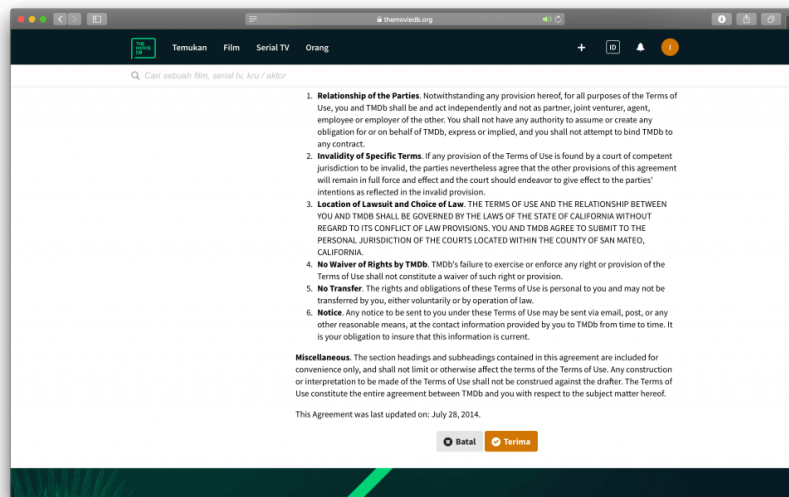 themoviedb.org
THE
MOVIE
DB
Temukan Film Serial TV Orang + ID I
Cari sebuah film, serial tv, kru / aktor
1. Relationship of the Parties. Notwithstanding any provision hereof, for all purposes of the Terms of
Use, you and TMDb shall be and act independently and not as partner, joint venturer, agent,
employee or employer of the other. You shall not have any authority to assume or create any
obligation for or on behalf of TMDb, express or implied, and you shall not attempt to bind TMDb to
any contract.
2. Invalidity of Specific Terms. If any provision of the Terms of Use is found by a court of competent
jurisdiction to be invalid, the parties nevertheless agree that the other provisions of this agreement
will remain in full force and effect and the court should endeavor to give effect to the parties'
intentions as reflected in the invalid provision.
3. Location of Lawsuit and Choice of Law. THE TERMS OF USE AND THE RELATIONSHIP BETWEEN
YOU AND TMDB SHALL BE GOVERNED BY THE LAWS OF THE STATE OF CALIFORNIA WITHOUT
REGARD TO ITS CONFLICT OF LAW PROVISIONS. YOU AND TMDB AGREE TO SUBMIT TO THE
PERSONAL JURISDICTION OF THE COURTS LOCATED WITHIN THE COUNTY OF SAN MATEO,
CALIFORNIA.
4. No Waiver of Rights by TMDb. TMDb's failure to exercise or enforce any right or provision of the
Terms of Use shall not constitute a waiver of such right or provision.
5. No Transfer. The rights and obligations of these Terms of Use is personal to you and may not be
transferred by you, either voluntarily or by operation of law.
6. Notice. Any notice to be sent to you under these Terms of Use may be sent via email, post, or any
other reasonable means, at the contact information provided by you to TMDb from time to time. It
is your obligation to insure that this information is current.
Miscellaneous. The section headings and subheadings contained in this agreement are included for
convenience only, and shall not limit or otherwise affect the terms of the Terms of Use. Any construction
or interpretation to be made of the Terms of Use shall not be construed against the drafter. The Terms of
Use constitute the entire agreement between TMDb and you with respect to the subject matter hereof.
This Agreement was last updated on: July 28, 2014.
Batal Terima